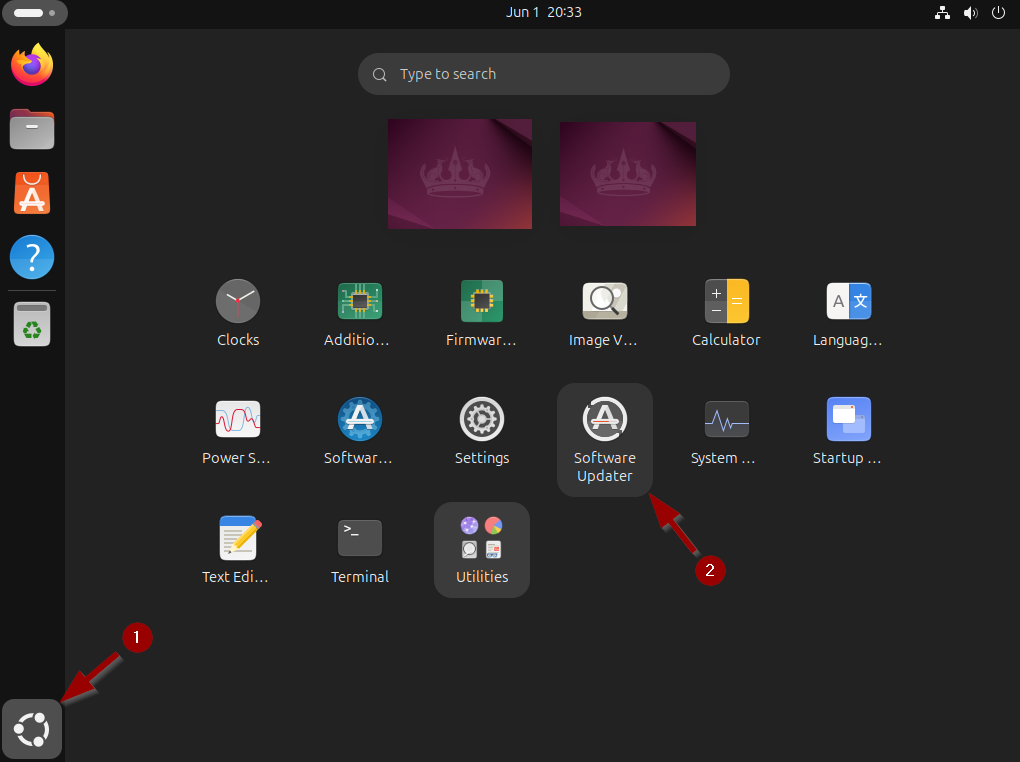 Jun 1 20:33
Type to search
Clocks
Additio...
Firmwar...
Image V...
Calculator
Languag...
Power S...
Softwar...
Settings
Software
Updater
System ...
Startup ...
Text Edi...
Terminal
Utilities
2
1